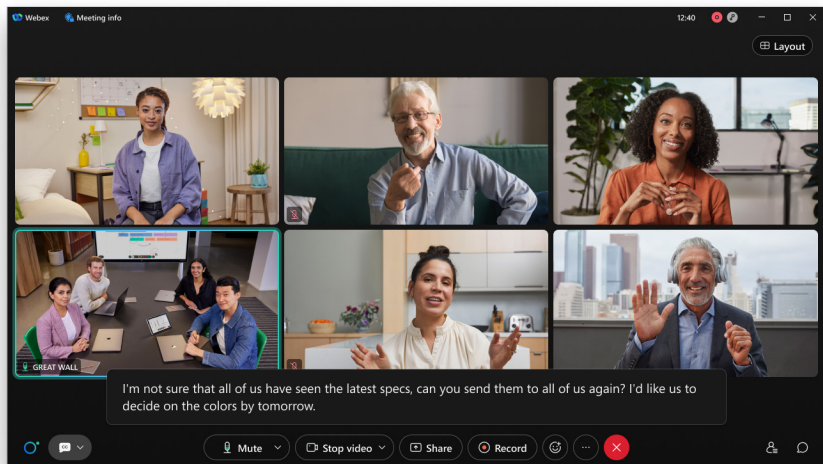 Webex
Meeting info
12:40
Layout
GREAT WALL
I'm not sure that all of us have seen the latest specs, can you send them to all of us again? I'd like us to
decide on the colors by tomorrow.
CC
Mute
Stop video
Share
Record